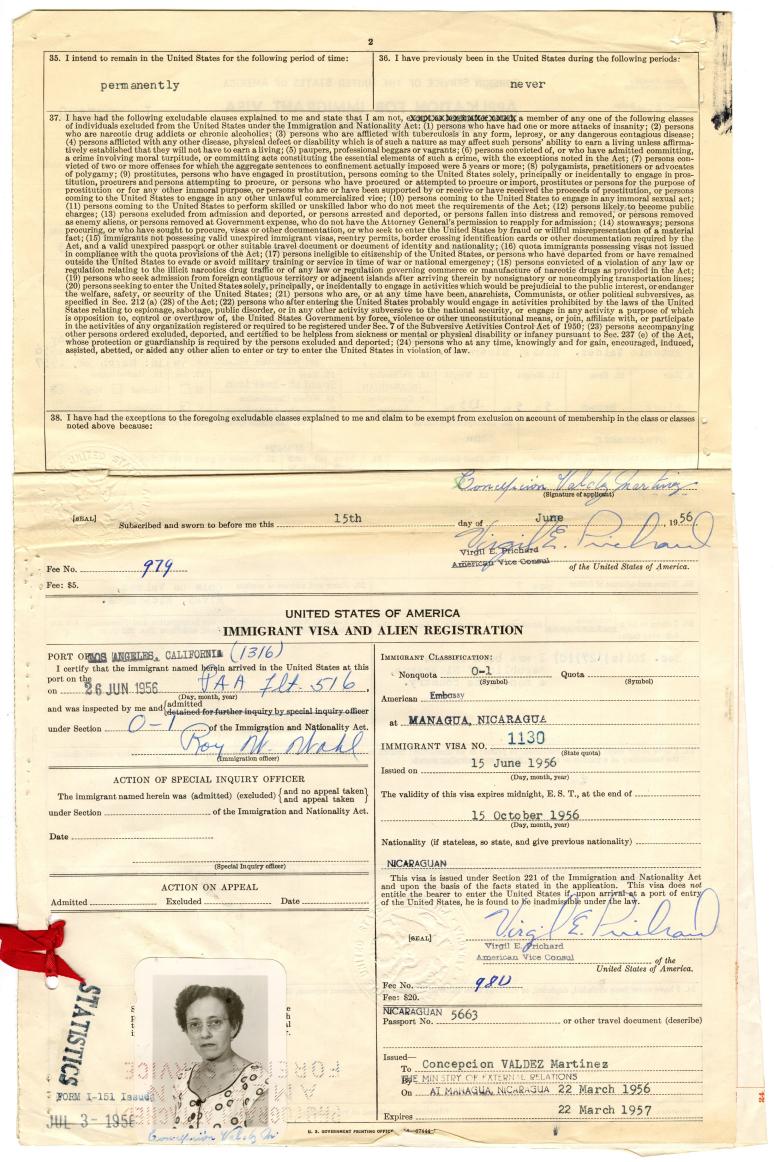 2
35. I intend to remain in the United States for the following period of time:
permanently
36. I have previously been in the United States during the following periods:
never
37. I have had the following excludable clauses explained to me and state that I am not, a member of any one of the following classes
of individuals excluded from the United States under the Immigration and Nationality Act: (1) persons who have had one or more attacks of insanity; (2) persons
who are narcotic drug addicts or chronic alcoholics; (3) persons who are afflicted with tuberculosis in any form, leprosy, or any dangerous contagious disease;
(4) persons afflicted with any other disease, physical defect or disability which is of such a nature as may affect such persons' ability to earn a living unless affirma-
tively established that they will not have to earn a living; (5) paupers, professional beggars or vagrants; (6) persons convicted of, or who have admitted committing,
a crime involving moral turpitude, or committing acts constituting the essential elements of such a crime, with the exceptions noted in the Act; (7) persons con-
victed of two or more offenses for which the aggregate sentences to confinement actually imposed were 5 years or more; (8) polygamists, practitioners or advocates
of polygamy; (9) prostitutes, persons who have engaged in prostitution, persons coming to the United States solely, principally or incidentally to engage in pros-
titution, procurers and persons attempting to procure, or persons who have procured or attempted to procure or import, prostitutes or persons for the purpose of
prostitution or for any other immoral purpose, or persons who are or have been supported by or receive or have received the proceeds of prostitution, or persons
coming to the United States to engage in any other unlawful commercialized vice; (10) persons coming to the United States to engage in any immoral sexual act;
(11) persons coming to the United States to perform skilled or unskilled labor who do not meet the requirements of the Act; (12) persons likely to become public
charges; (13) persons excluded from admission and deported, or persons arrested and deported, or persons fallen into distress and removed, or persons removed
as enemy aliens, or persons removed at Government expense, who do not have the Attorney General's permission to reapply for admission; (14) stowaways; persons
procuring, or who have sought to procure, visas or other documentation, or who seek to enter the United States by fraud or willful misrepresentation of a material
fact; (15) immigrants not possessing valid unexpired immigrant visas, reentry permits, border crossing identification cards or other documentation required by the
Act, and a valid unexpired passport or other suitable travel document or document of identity and nationality; (16) quota immigrants possessing visas not issued
in compliance with the quota provisions of the Act; (17) persons ineligible to citizenship of the United States, or persons who have departed from or have remained
outside the United States to evade or avoid military training or service in time of war or national emergency; (18) persons convicted of a violation of any law or
regulation relating to the illicit narcotic drug traffic or of any law or regulation governing commerce or manufacture of narcotic drugs as provided in the Act;
(19) persons who seek admission from foreign contiguous territory or adjacent islands after arriving therein by nonsignatory or noncomplying transportation lines;
(20) persons seeking to enter the United States solely, principally, or incidentally to engage in activities which would be prejudicial to the public interest, or endanger
the welfare, safety, or security of the United States; (21) persons who are, or at any time have been, anarchists, Communists, or other political subversives, as
specified in Sec. 212 (a) (28) of the Act; (22) persons who after entering the United States probably would engage in activities prohibited by the laws of the United
States relating to espionage, sabotage, public disorder, or in any other activity subversive to the national security, or engage in any activity a purpose of which
is opposition to, control or overthrow of, the United States Government by force, violence or other unconstitutional means, or join, affiliate with, or participate
in the activities of any organization registered or required to be registered under Sec. 7 of the Subversive Activities Control Act of 1950; (23) persons accompanying
other persons ordered excluded, deported, and certified to be helpless from sickness or mental or physical disability or infancy pursuant to Sec. 237 (e) of the Act,
whose protection or guardianship is required by the persons excluded and deported; (24) persons who at any time, knowingly and for gain, encouraged, induced,
assisted, abetted, or aided any other alien to enter or try to enter the United States in violation of law.
38. I have had the exceptions to the foregoing excludable clauses explained to me and claim to be exempt from exclusion on account of membership in the class or classes
noted above because:
Concepcion Valdez Martinez
(Signature of applicant)
[SEAL] Subscribed and sworn to before me this 15th day of June, 1956
Virgil E. Prichard
Virgil E. Prichard
American Vice Consul of the United States of America.
Fee No. 979
Fee: $5.
UNITED STATES OF AMERICA
IMMIGRANT VISA AND ALIEN REGISTRATION
PORT OF LOS ANGELES, CALIFORNIA (1316)
I certify that the immigrant named herein arrived in the United States at this
port on the
on 26 JUN 1956 PAA Flt. 516,
(Day, month, year)
and was inspected by me and {admitted
detained for further inquiry by special inquiry officer
under Section O-1 of the Immigration and Nationality Act.
Roy W. Wahl
(Immigration officer)
ACTION OF SPECIAL INQUIRY OFFICER
The immigrant named herein was (admitted) (excluded) {and no appeal taken}
{and appeal taken}
under Section of the Immigration and Nationality Act.
Date
(Special Inquiry officer)
ACTION ON APPEAL
Admitted Excluded Date
IMMIGRANT CLASSIFICATION:
Nonquota O-1 Quota
(Symbol) (Symbol)
American Embassy
at MANAGUA, NICARAGUA
IMMIGRANT VISA NO. 1130
(State quota)
Issued on 15 June 1956
(Day, month, year)
The validity of this visa expires midnight, E. S. T., at the end of
15 October 1956
(Day, month, year)
Nationality (if stateless, so state, and give previous nationality)
NICARAGUAN
This visa is issued under Section 221 of the Immigration and Nationality Act
and upon the basis of the facts stated in the application. This visa does not
entitle the bearer to enter the United States if, upon arrival at a port of entry
of the United States, he is found to be inadmissible under the law.
Virgil E. Prichard
[SEAL]
Virgil E. Prichard
American Vice Consul of the
United States of America.
Fee No. 980
Fee: $20.
NICARAGUAN
Passport No. 5663 or other travel document (describe)
Issued—
To Concepcion VALDEZ Martinez
By THE MINISTRY OF EXTERNAL RELATIONS
On AT MANAGUA, NICARAGUA 22 March 1956
Expires 22 March 1957
STATISTICS
FORM I-151 Issued
JUL 3 - 1956
FOREIGN SERVICE
Concepcion Valdez M
U. S. GOVERNMENT PRINTING OFFICE
24